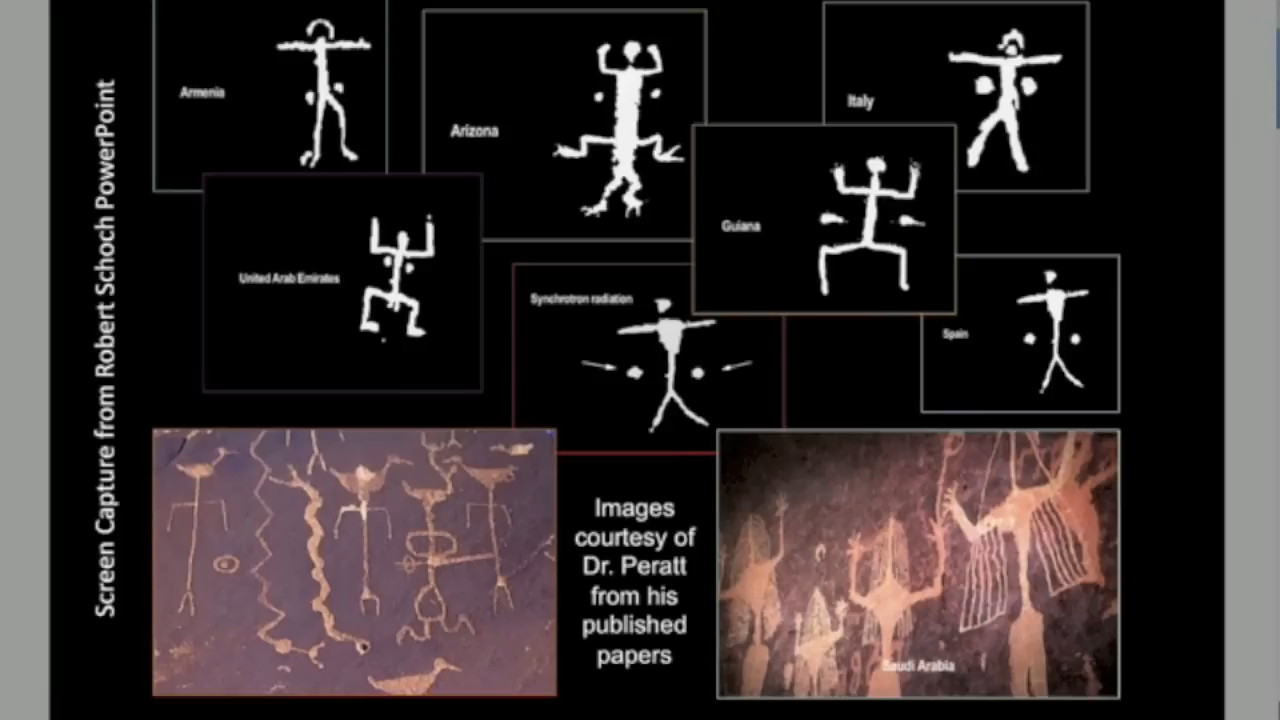 Screen Capture from Robert Schoch PowerPoint
Armenia
Arizona
Italy
Guiana
United Arab Emirates
Synchrotron radiation
Spain
Images
courtesy of
Dr. Peratt
from his
published
papers
Saudi Arabia